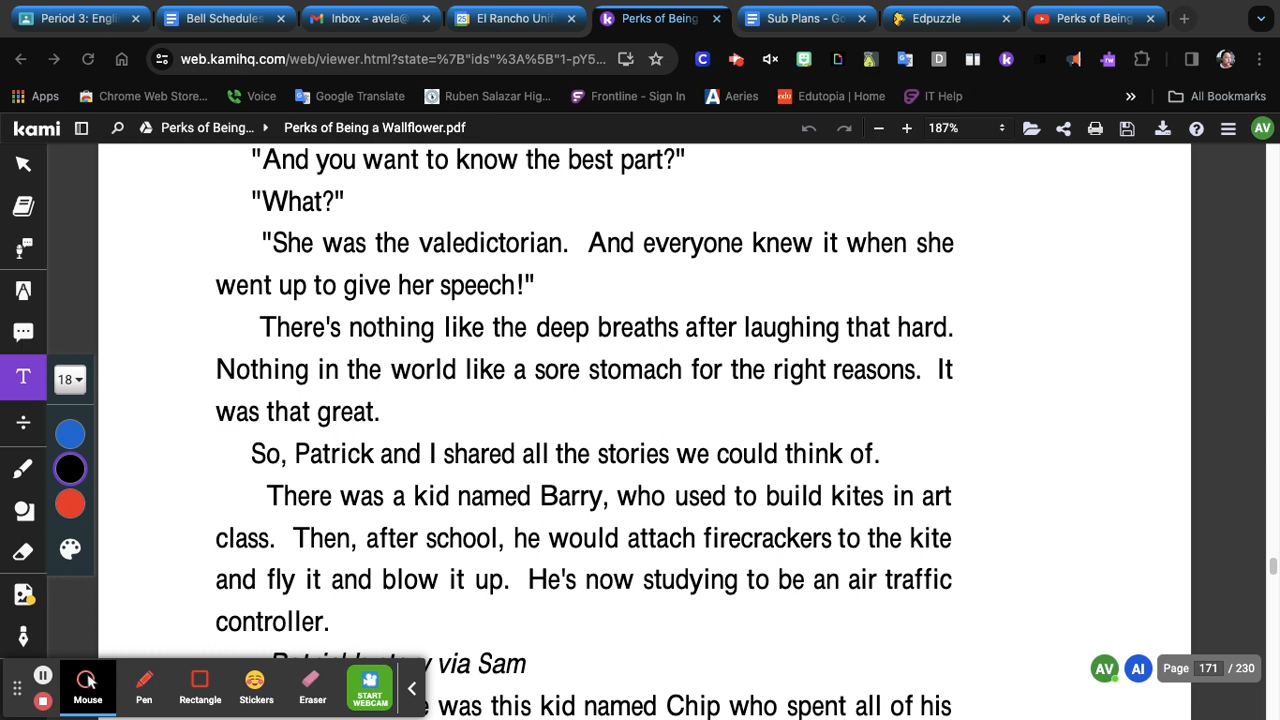 Period 3: Engli
Bell Schedules
Inbox - avela@
El Rancho Unif
Perks of Being
Sub Plans - Go
Edpuzzle
Perks of Being
web.kamihq.com/web/viewer.html?state=%7B"ids"%3A%5B"1-pY5...
Apps
Chrome Web Store...
Voice
Google Translate
Ruben Salazar Hig...
Frontline - Sign In
Aeries
Edutopia | Home
IT Help
»
All Bookmarks
kami
Perks of Being...
Perks of Being a Wallflower.pdf
187%
AV
"And you want to know the best part?"
"What?"
"She was the valedictorian. And everyone knew it when she
went up to give her speech!"
There's nothing like the deep breaths after laughing that hard.
Nothing in the world like a sore stomach for the right reasons. It
was that great.
So, Patrick and I shared all the stories we could think of.
There was a kid named Barry, who used to build kites in art
class. Then, after school, he would attach firecrackers to the kite
and fly it and blow it up. He's now studying to be an air traffic
controller.
via Sam
was this kid named Chip who spent all of his
T
18
AV AI Page 171 / 230
Mouse
Pen
Rectangle
Stickers
Eraser
START
WEBCAM